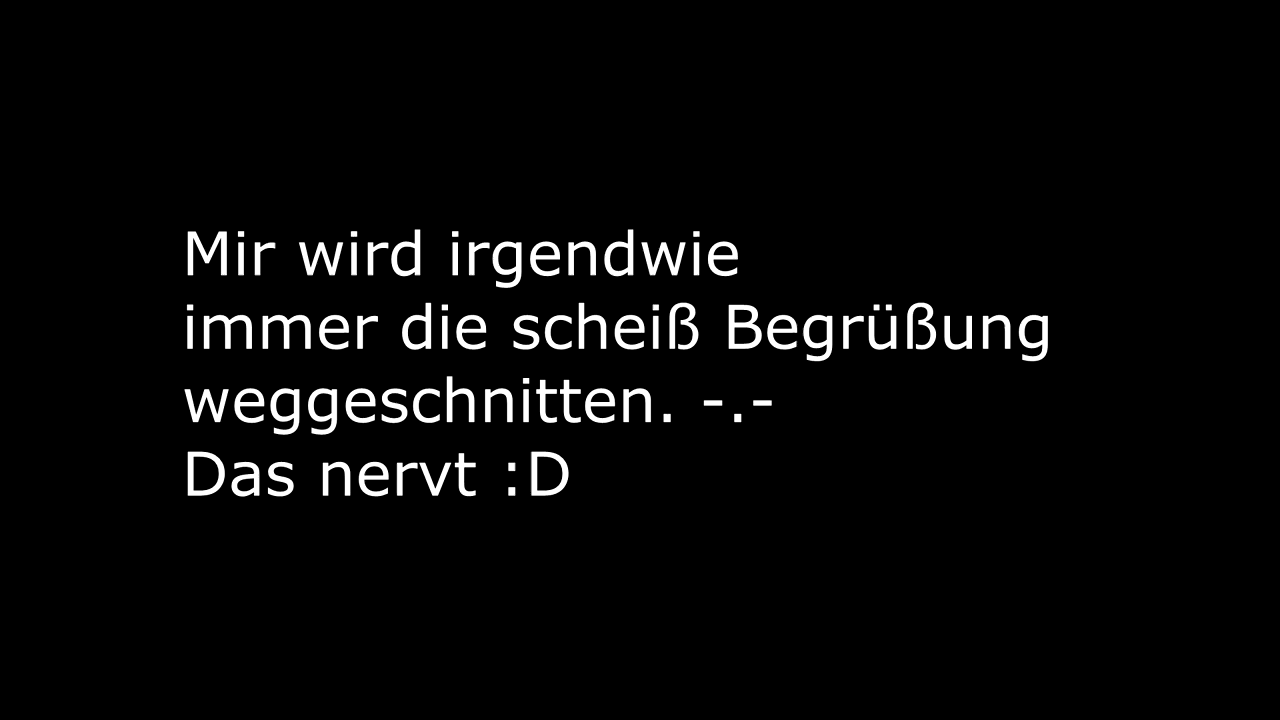 Mir wird irgendwie
immer die scheiß Begrüßung
weggeschnitten. -.-
Das nervt :D